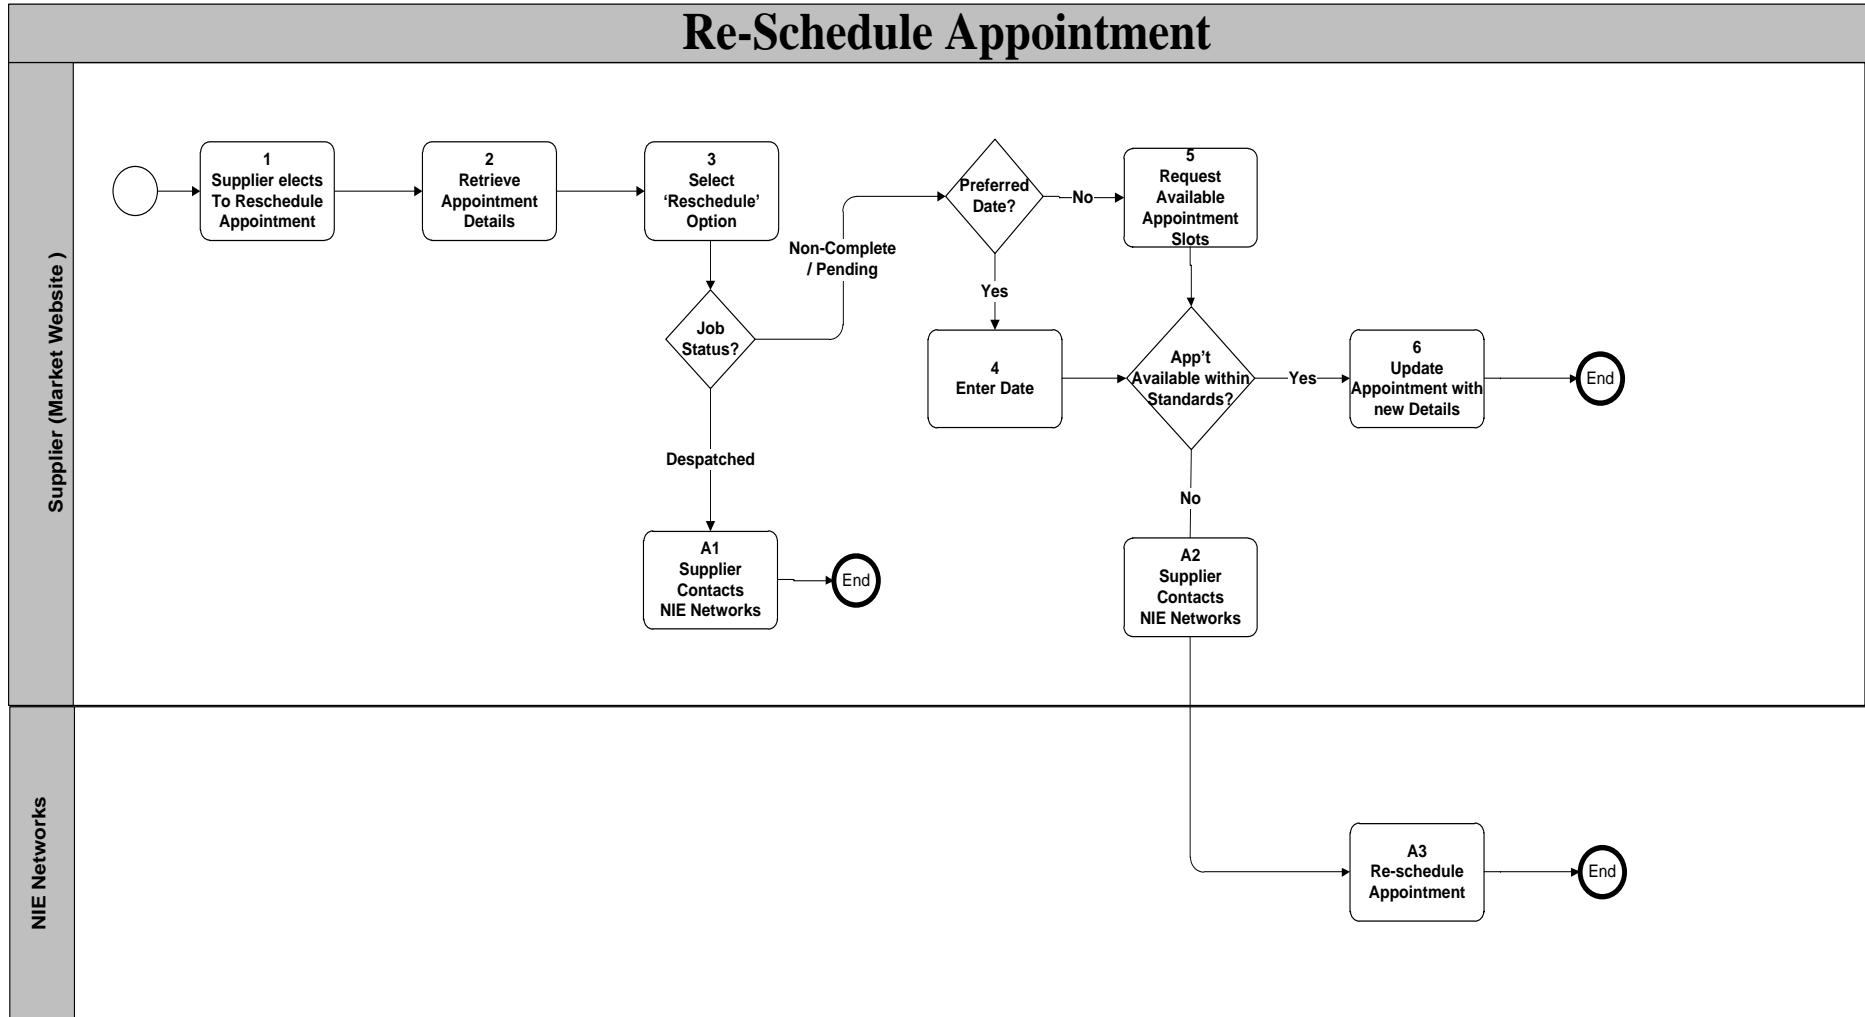 Re-Schedule Appointment
Supplier (Market Website )
1
Supplier elects
To Reschedule
Appointment
2
Retrieve
Appointment
Details
3
Select
‘Reschedule’
Option
Job
Status?
Non-Complete
/ Pending
Despatched
A1
Supplier
Contacts
NIE Networks
End
Preferred
Date?
No
Yes
5
Request
Available
Appointment
Slots
4
Enter Date
App’t
Available within
Standards?
Yes
6
Update
Appointment with
new Details
End
No
A2
Supplier
Contacts
NIE Networks
NIE Networks
A3
Re-schedule
Appointment
End